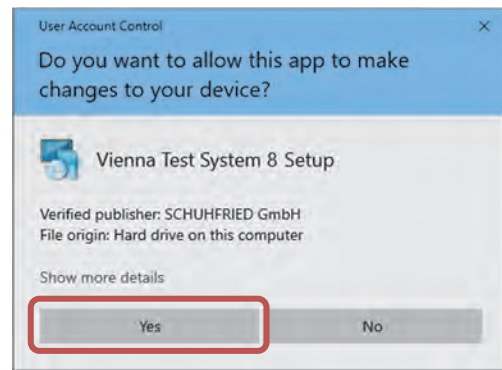 User Account Control
Do you want to allow this app to make
changes to your device?
Vienna Test System 8 Setup
Verified publisher: SCHUHFRIED GmbH
File origin: Hard drive on this computer
Show more details
Yes
No